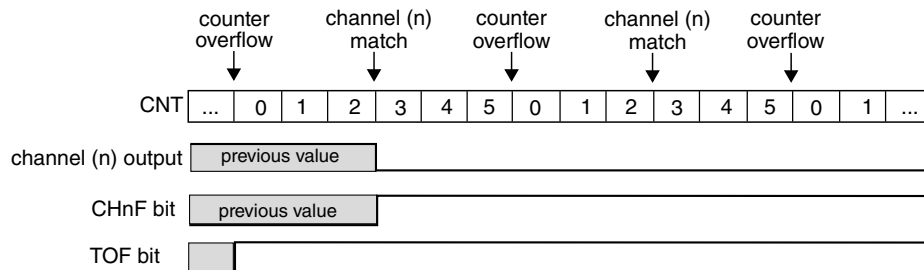 counter overflow
channel (n) match
counter overflow
channel (n) match
counter overflow
CNT ... 0 1 2 3 4 5 0 1 2 3 4 5 0 1 ...
channel (n) output previous value
CHnF bit previous value
TOF bit